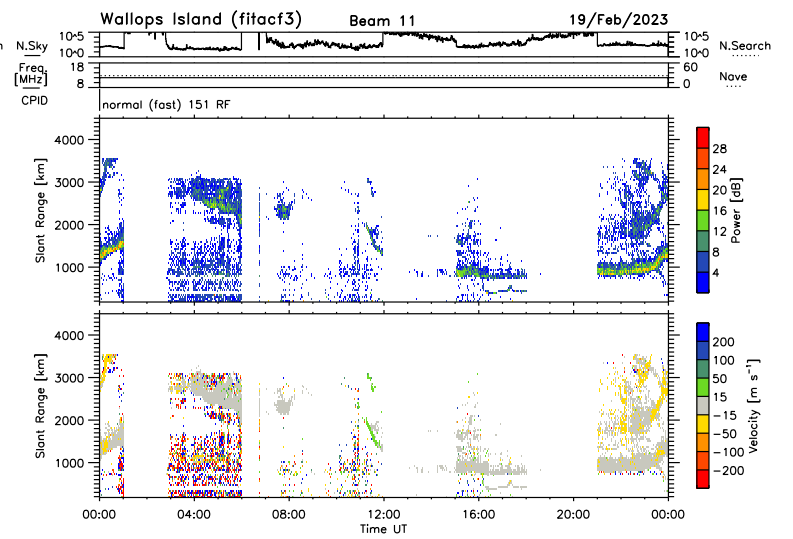 Wallops Island (fitacf3) Beam 11 19/Feb/2023
n N.Sky 10^5 10^0 10^5 10^0 N.Search
Freq. [MHz] 18 8 60 0 Nave
CPID normal (fast) 151 RF
Slant Range [km] 4000 3000 2000 1000
28 24 20 16 12 8 4 Power [dB]
Slant Range [km] 4000 3000 2000 1000
200 100 50 15 -15 -50 -100 -200 Velocity [m s⁻¹]
00:00 04:00 08:00 12:00 16:00 20:00 00:00
Time UT